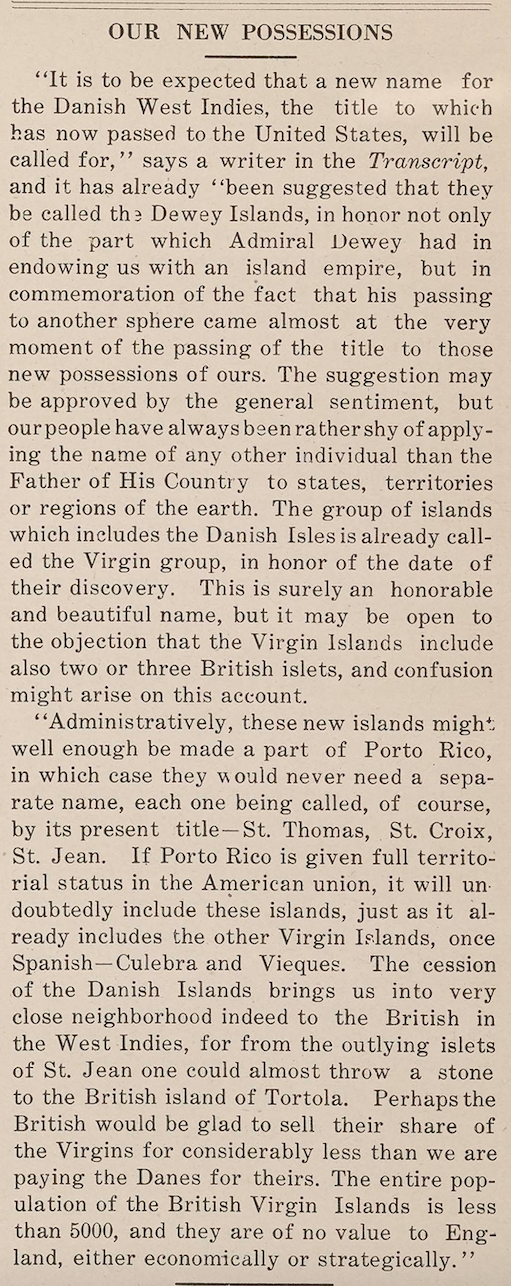 OUR NEW POSSESSIONS
"It is to be expected that a new name for
the Danish West Indies, the title to which
has now passed to the United States, will be
called for," says a writer in the Transcript,
and it has already "been suggested that they
be called the Dewey Islands, in honor not only
of the part which Admiral Dewey had in
endowing us with an island empire, but in
commemoration of the fact that his passing
to another sphere came almost at the very
moment of the passing of the title to those
new possessions of ours. The suggestion may
be approved by the general sentiment, but
our people have always been rather shy of apply-
ing the name of any other individual than the
Father of His Country to states, territories
or regions of the earth. The group of islands
which includes the Danish Isles is already call-
ed the Virgin group, in honor of the date of
their discovery. This is surely an honorable
and beautiful name, but it may be open to
the objection that the Virgin Islands include
also two or three British islets, and confusion
might arise on this account.
"Administratively, these new islands might
well enough be made a part of Porto Rico,
in which case they would never need a sepa-
rate name, each one being called, of course,
by its present title—St. Thomas, St. Croix,
St. Jean. If Porto Rico is given full territo-
rial status in the American union, it will un-
doubtedly include these islands, just as it al-
ready includes the other Virgin Islands, once
Spanish—Culebra and Vieques. The cession
of the Danish Islands brings us into very
close neighborhood indeed to the British in
the West Indies, for from the outlying islets
of St. Jean one could almost throw a stone
to the British island of Tortola. Perhaps the
British would be glad to sell their share of
the Virgins for considerably less than we are
paying the Danes for theirs. The entire pop-
ulation of the British Virgin Islands is less
than 5000, and they are of no value to Eng-
land, either economically or strategically."